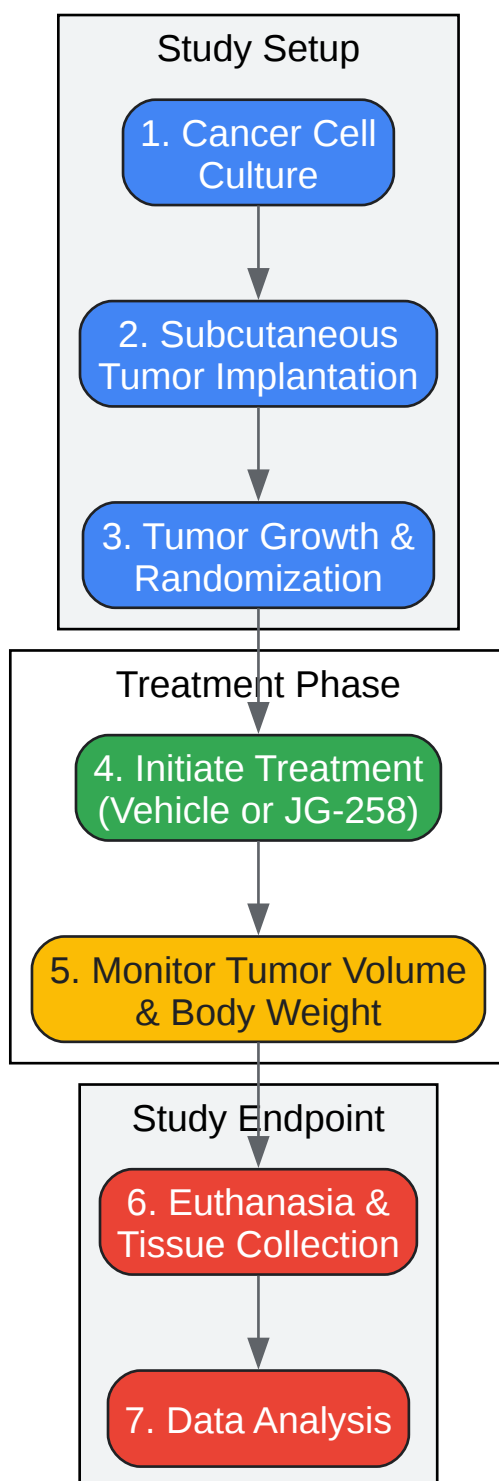 Study Setup
1. Cancer Cell
Culture
2. Subcutaneous
Tumor Implantation
3. Tumor Growth &
Randomization
Treatment Phase
4. Initiate Treatment
(Vehicle or JG-258)
5. Monitor Tumor Volume
& Body Weight
Study Endpoint
6. Euthanasia &
Tissue Collection
7. Data Analysis